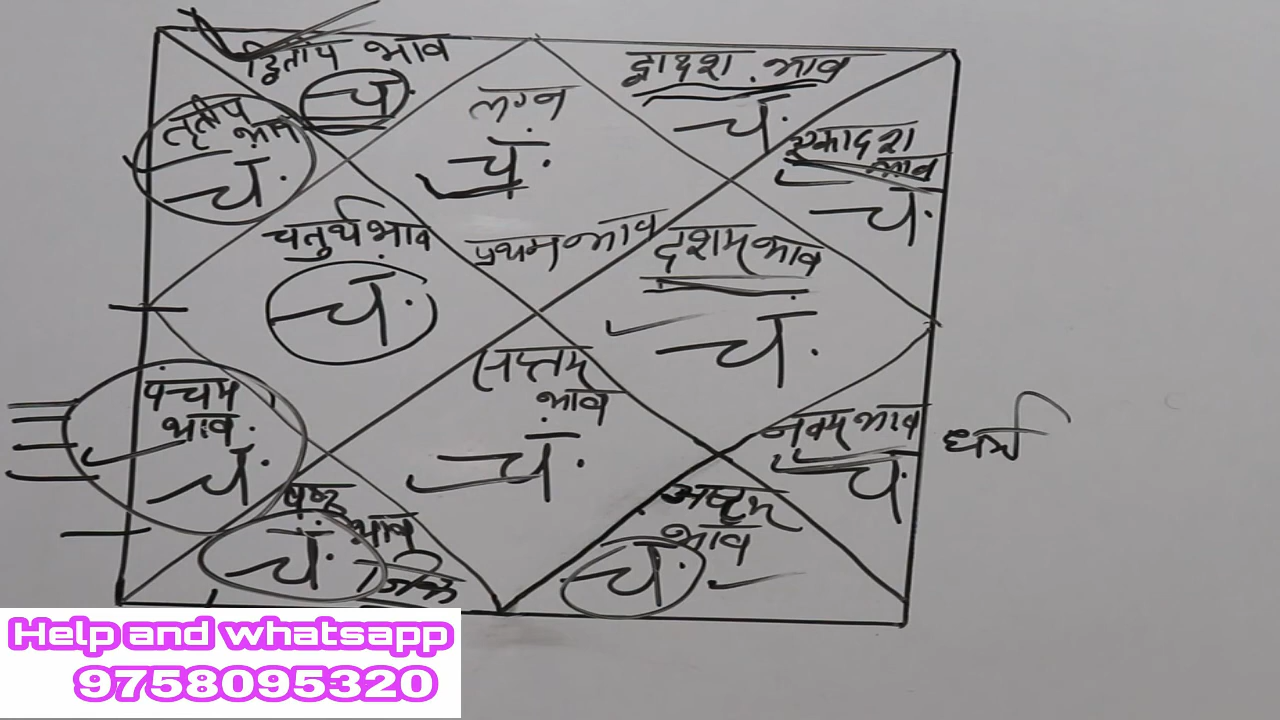 द्वितीय भाव
चं.
लग्न
चं.
प्रथम भाव
द्वादश भाव
चं.
तृतीय
भाव
चं.
एकादश
भाव
चं.
चतुर्थ भाव
चं.
दशम भाव
चं.
पंचम
भाव
चं.
सप्तम
भाव
चं.
नवम भाव
चं.
धर्म
षष्ठ
भाव
चं.
अष्टम
भाव
चं.
Help and whatsapp
9758095320